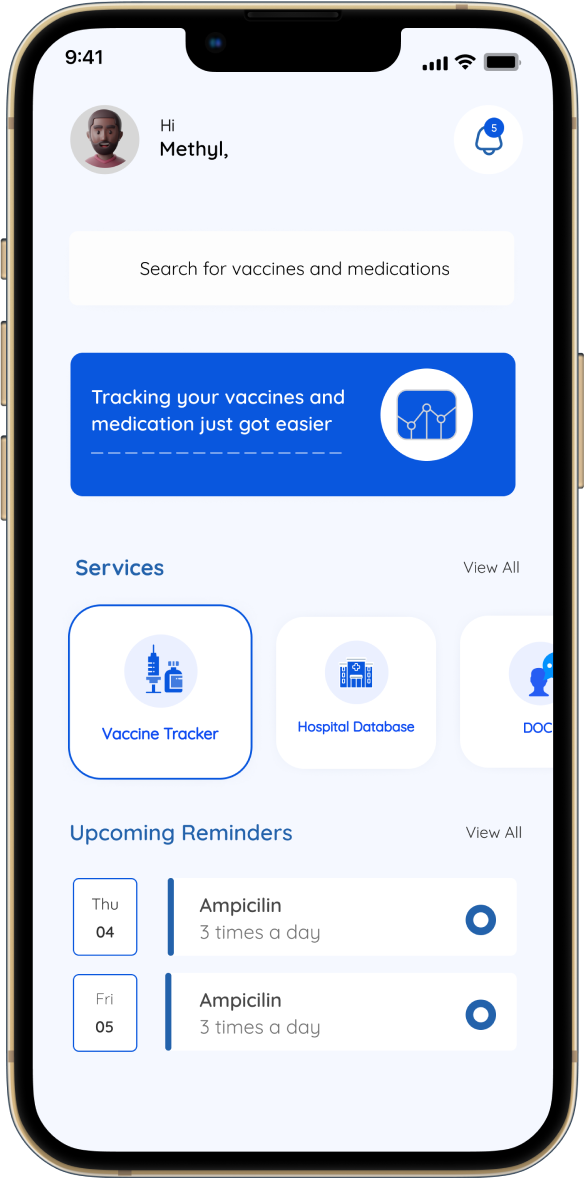 9:41
Hi
Methyl,
5
Search for vaccines and medications
Tracking your vaccines and
medication just got easier
Services
View All
Vaccine Tracker
Hospital Database
DOC
Upcoming Reminders
View All
Thu
04
Ampicilin
3 times a day
Fri
05
Ampicilin
3 times a day